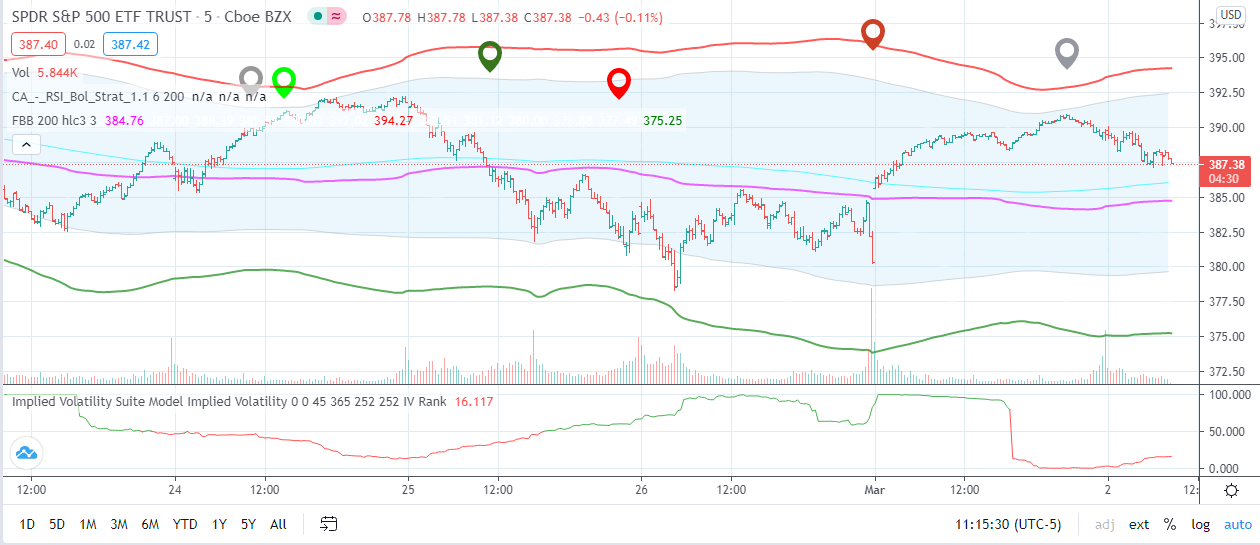 SPDR S&P 500 ETF TRUST · 5 · Cboe BZX O387.78 H387.78 L387.38 C387.38 −0.43 (−0.11%)
387.40 0.02 387.42
Vol 5.844K
CA_-_RSI_Bol_Strat_1.1 6 200 n/a n/a n/a
FBB 200 hlc3 3 384.76 394.27 375.25
USD
397.50
395.00
392.50
390.00
387.38
04:30
385.00
382.50
380.00
377.50
375.00
372.50
Implied Volatility Suite Model Implied Volatility 0 0 45 365 252 252 IV Rank 16.117
100.000
50.000
0.000
12:00 24 12:00 25 12:00 26 12:00 Mar 12:00 2 12:
1D 5D 1M 3M 6M YTD 1Y 5Y All 11:15:30 (UTC-5) adj ext % log auto